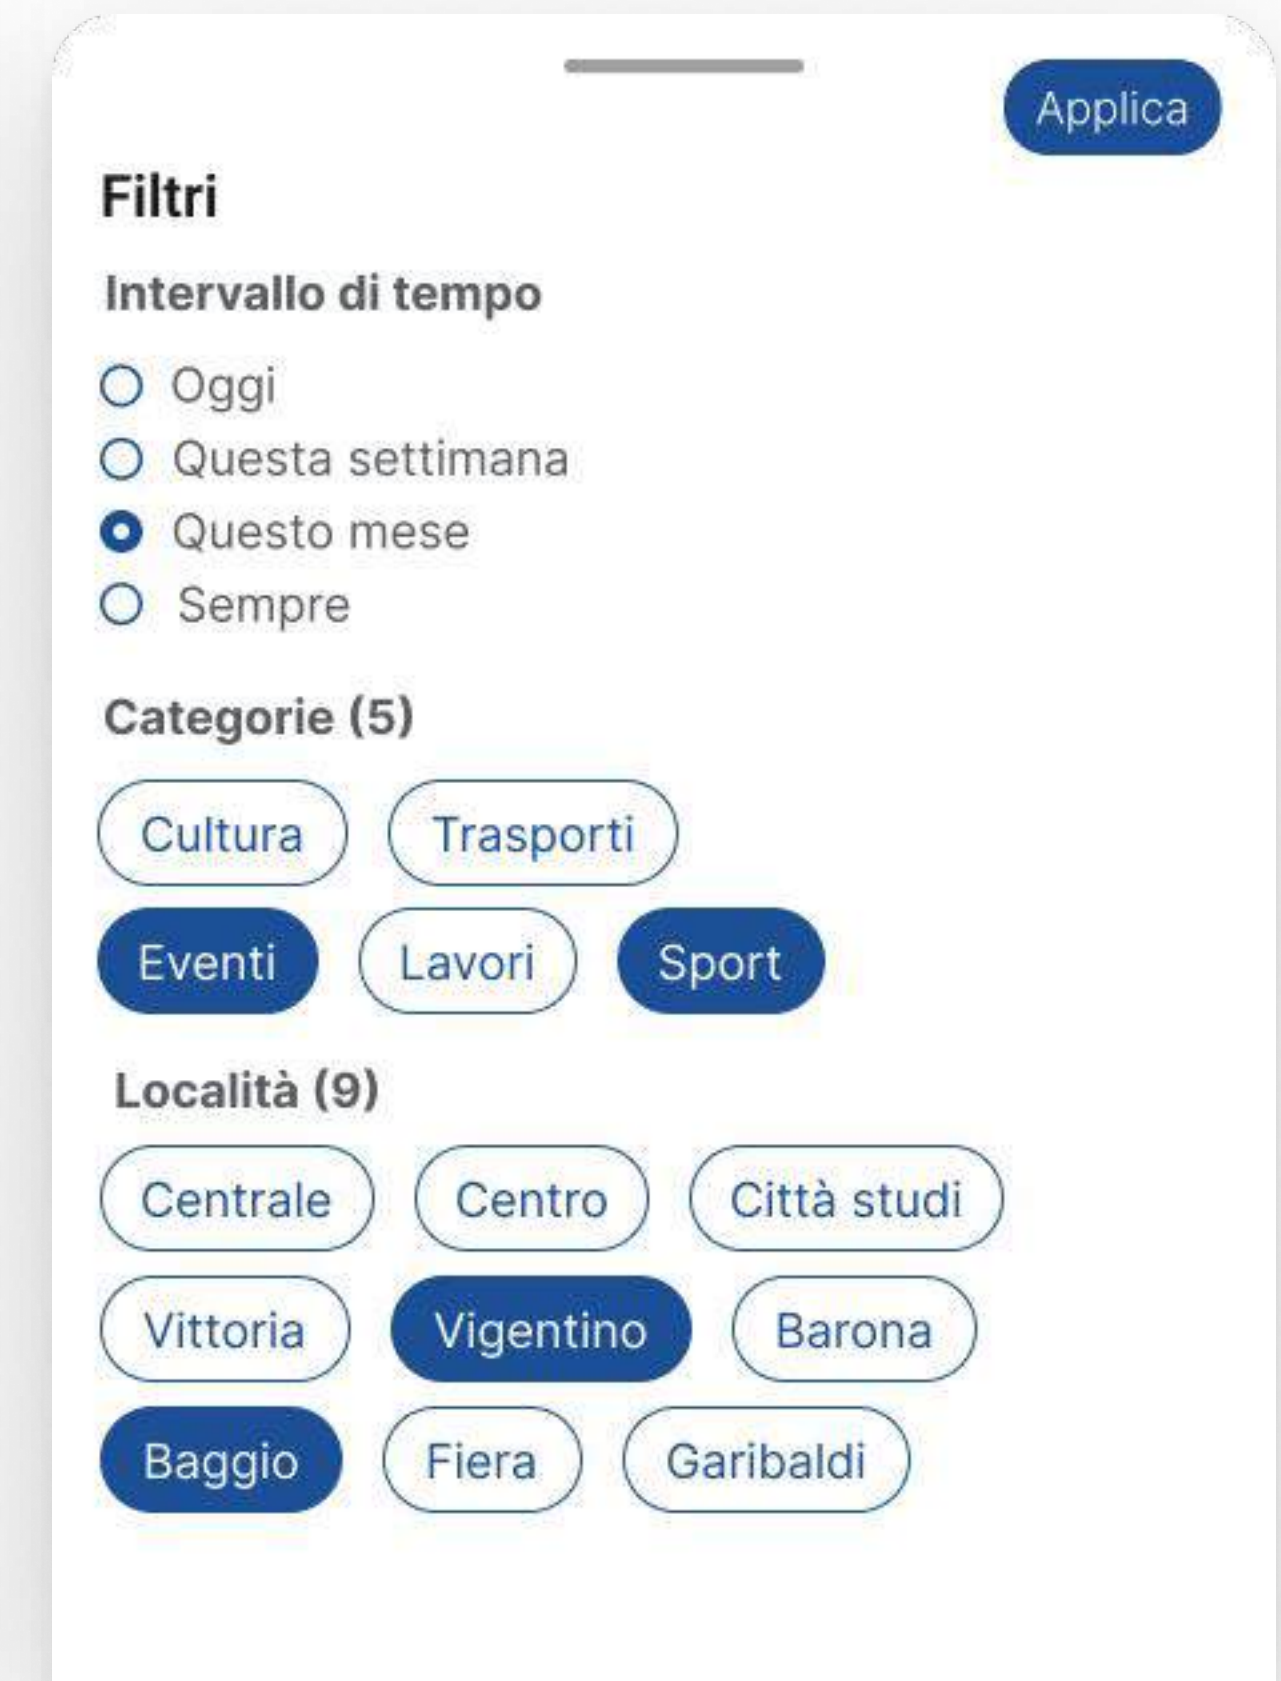 Applica
Filtri
Intervallo di tempo
Oggi
Questa settimana
Questo mese
Sempre
Categorie (5)
Cultura Trasporti
Eventi Lavori Sport
Località (9)
Centrale Centro Città studi
Vittoria Vigentino Barona
Baggio Fiera Garibaldi